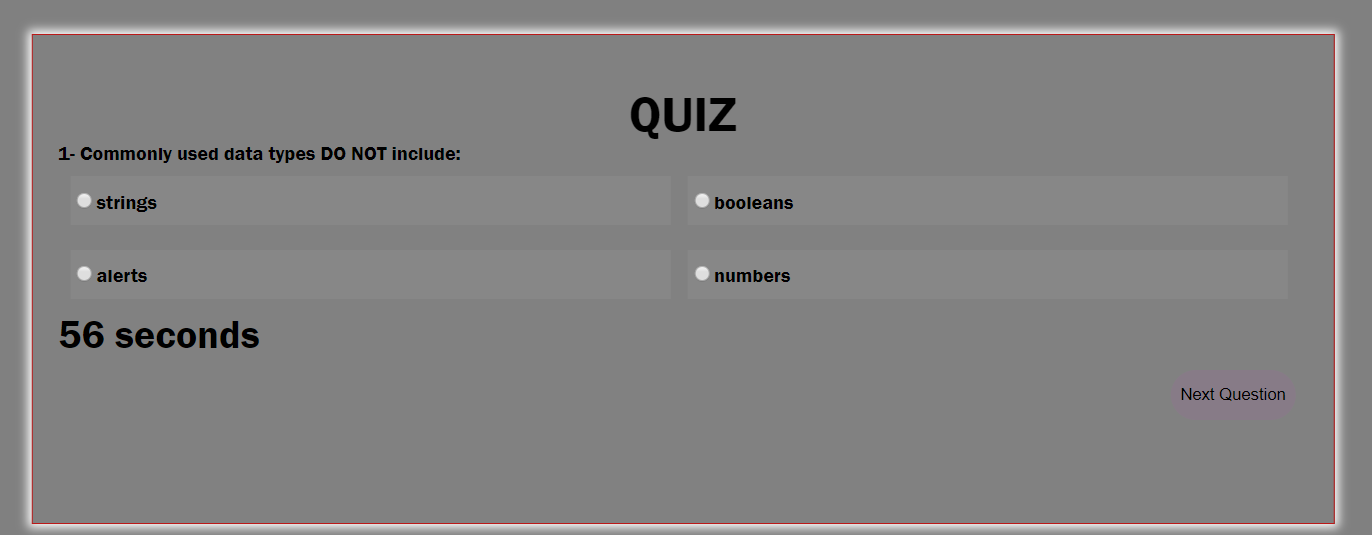 QUIZ
1- Commonly used data types DO NOT include:
strings
booleans
alerts
numbers
56 seconds
Next Question